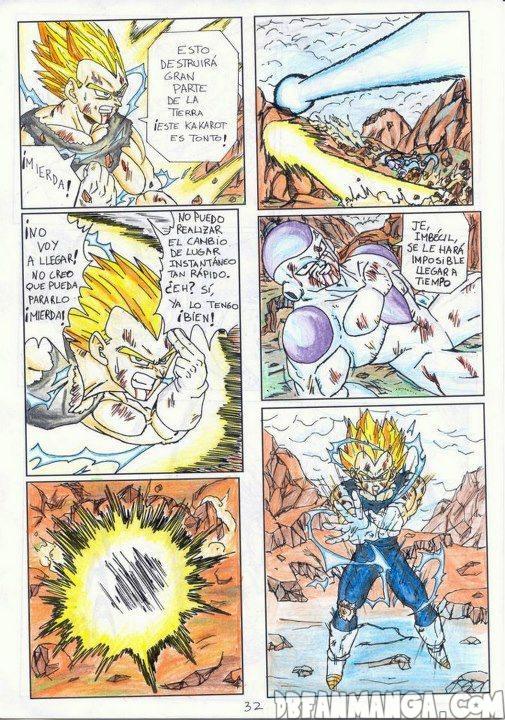 ESTO
DESTRUIRÁ
GRAN
PARTE
DE LA
TIERRA
¡ESTE KAKAROT
ES TONTO!
¡MIERDA!
¡NO
VOY
A LLEGAR!
NO CREO
QUE PUEDA
PARARLO
¡MIERDA!
NO PUEDO
REALIZAR
EL CAMBIO
DE LUGAR
INSTANTÁNEO
TAN RÁPIDO.
¿EH? SÍ,
YA LO TENGO
¡BIEN!
JE,
IMBÉCIL,
SE LE HARÁ
IMPOSIBLE
LLEGAR A
TIEMPO
32
DBFANMANGA.COM